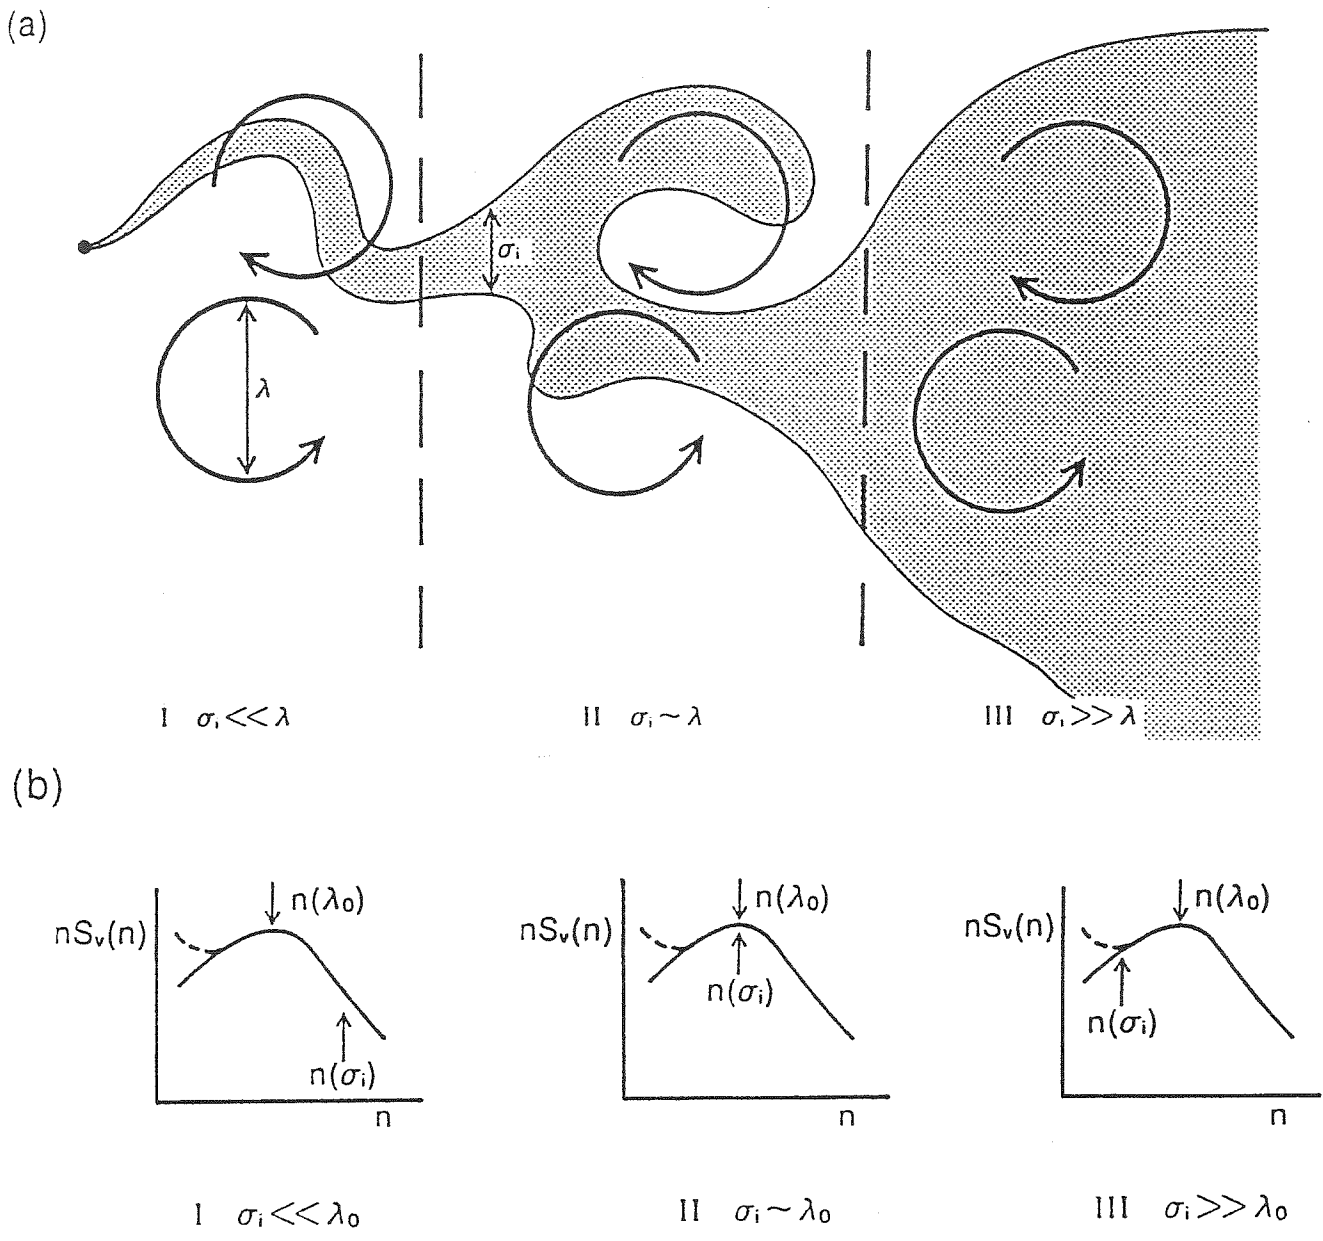 (a)
σi
λ
I σi<<λ
II σi~λ
III σi>>λ
(b)
nSv(n)
n(λ0)
n(σi)
n
nSv(n)
n(λ0)
n(σi)
n
nSv(n)
n(λ0)
n(σi)
n
I σi<<λ0
II σi~λ0
III σi>>λ0